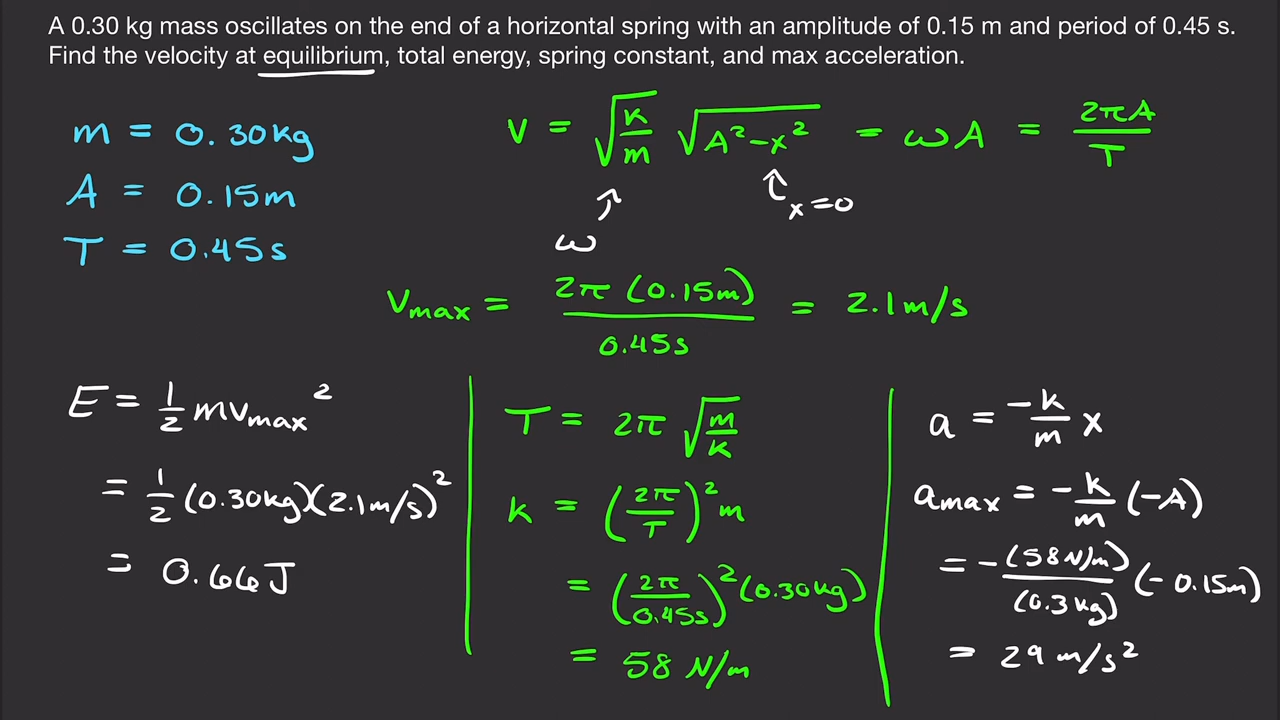 A 0.30 kg mass oscillates on the end of a horizontal spring with an amplitude of 0.15 m and period of 0.45 s.
Find the velocity at equilibrium, total energy, spring constant, and max acceleration.
m = 0.30kg
A = 0.15m
T = 0.45s
v = √(k/m) √(A² - x²) = ωA = 2πA/T
ω
x=0
Vmax = 2π(0.15m)/0.45s = 2.1m/s
E = 1/2 mvmax²
= 1/2 (0.30kg)(2.1m/s)²
= 0.66J
T = 2π √(m/k)
k = (2π/T)² m
= (2π/0.45s)² (0.30kg)
= 58 N/m
a = -k/m x
amax = -k/m (-A)
= -(58N/m)/(0.3kg) (-0.15m)
= 29 m/s²